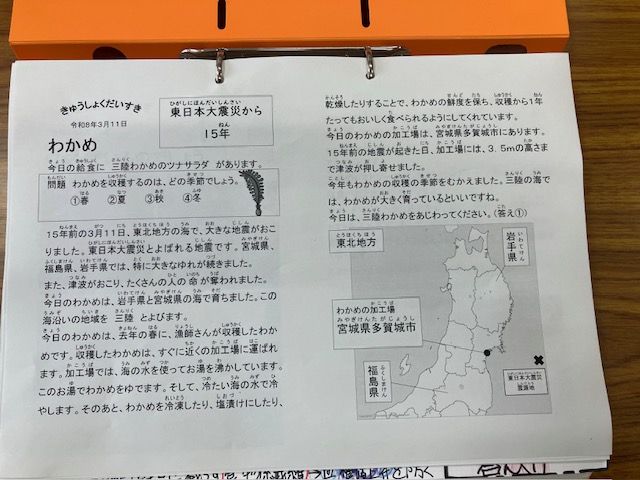 きゅうしょくだいすき
令和8年3月11日
わかめ
東日本大震災から
15年
今日の給食に 三陸わかめのツナサラダ があります。
問題 わかめを収穫するのは、どの季節でしょう。
①春 ②夏 ③秋 ④冬
15年前の3月11日、東北地方の海で、大きな地震がおこ
りました。東日本大震災とよばれる地震です。宮城県、
福島県、岩手県では、特に大きなゆれが続きました。
また、津波がおこり、たくさんの人の命が奪われました。
今日のわかめは、岩手県と宮城県の海で育ちました。この
海沿いの地域を 三陸 とよびます。
今日のわかめは、去年の春に、漁師さんが収穫したわか
めです。収穫したわかめは、すぐに近くの加工場に運ばれ
ます。加工場では、海の水を使ってお湯を沸かしています。
このお湯でわかめをゆでます。そして、冷たい海の水で冷
やします。そのあと、わかめを冷凍したり、塩漬けにしたり、
乾燥したりすることで、わかめの鮮度を保ち、収穫から1年
たってもおいしく食べられるようにしてくれています。
今日のわかめの加工場は、宮城県多賀城市にあります。
15年前の地震が起きた日、加工場には、3.5mの高さま
で津波が押し寄せました。
今年もわかめの収穫の季節をむかえました。三陸の海で
は、わかめが大きく育っているといいですね。
今日は、三陸わかめをあじわってください。(答え①)
東北地方
岩手県
わかめの加工場
宮城県多賀城市
福島県
東日本大震災
震源地